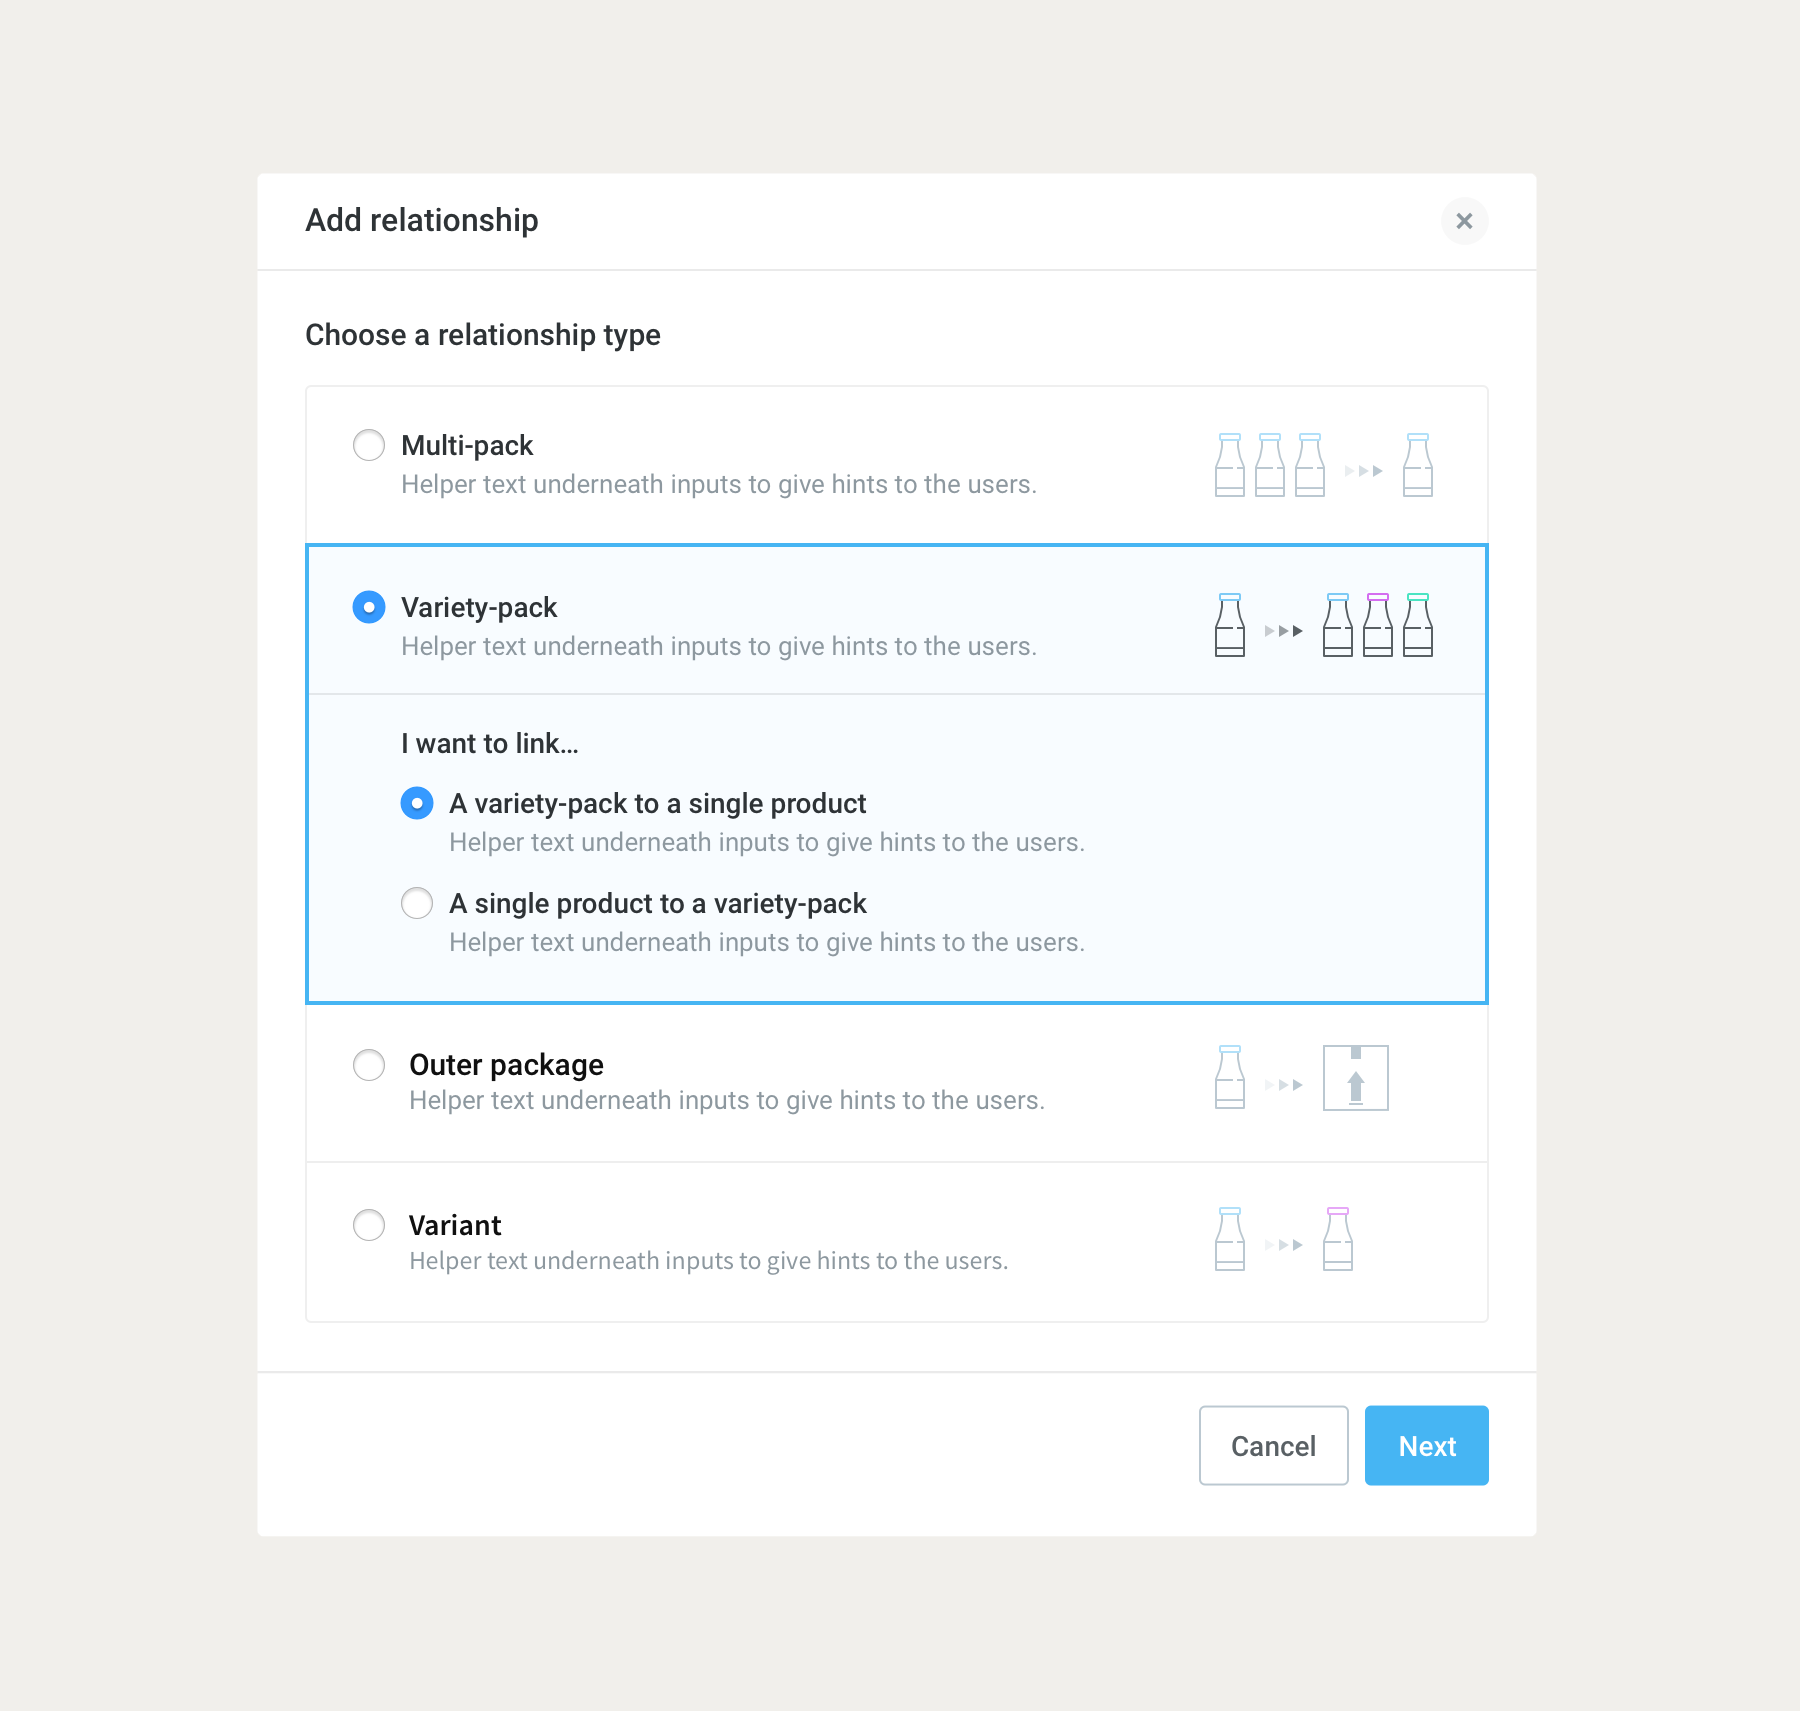 Add relationship
Choose a relationship type
Multi-pack
Helper text underneath inputs to give hints to the users.
Variety-pack
Helper text underneath inputs to give hints to the users.
I want to link...
A variety-pack to a single product
Helper text underneath inputs to give hints to the users.
A single product to a variety-pack
Helper text underneath inputs to give hints to the users.
Outer package
Helper text underneath inputs to give hints to the users.
Variant
Helper text underneath inputs to give hints to the users.
Cancel
Next